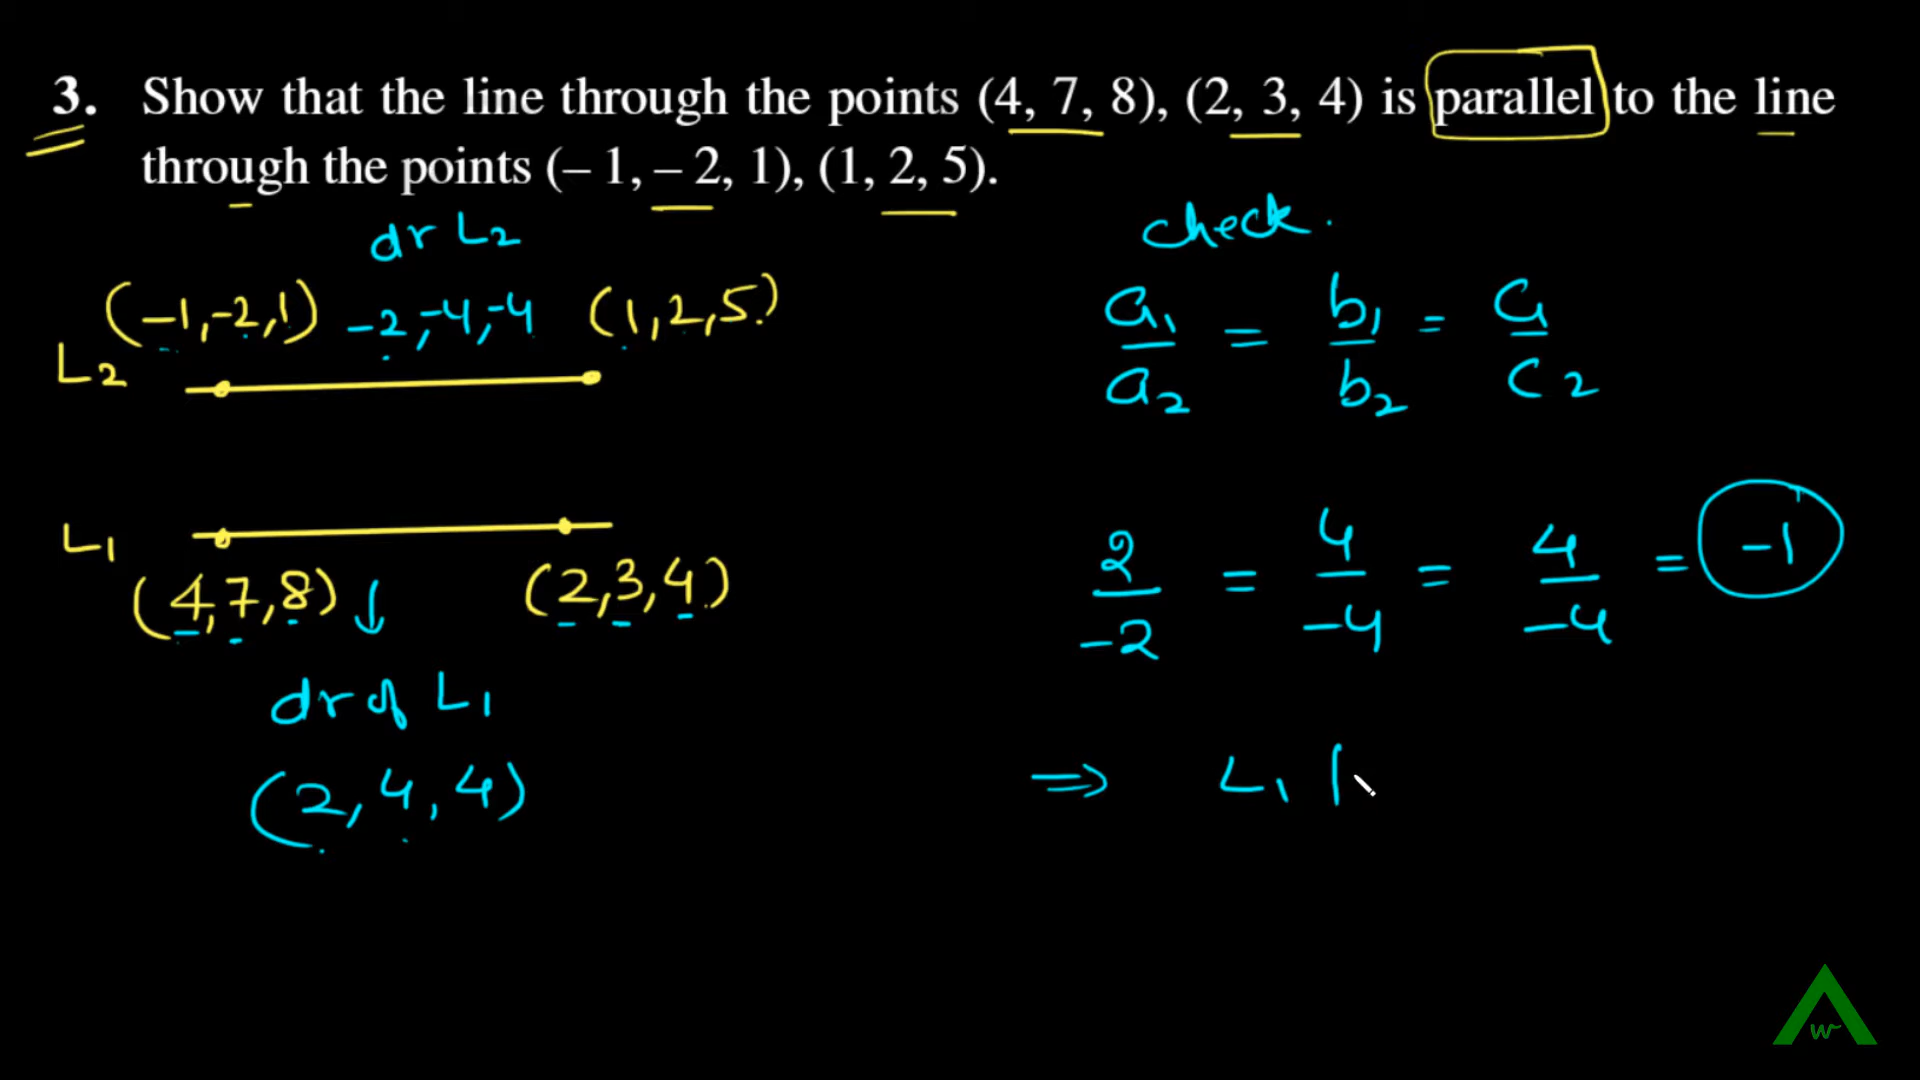 3. Show that the line through the points (4, 7, 8), (2, 3, 4) is parallel to the line
through the points (– 1, – 2, 1), (1, 2, 5).
dr L₂
check.
(-1,-2,1) -2,-4,-4 (1,2,5)
a₁/a₂ = b₁/b₂ = c₁/c₂
L₂
L₁
2/-2 = 4/-4 = 4/-4 = -1
(4,7,8) ↓ (2,3,4)
dr of L₁
⇒ L₁ |
(2,4,4)
w